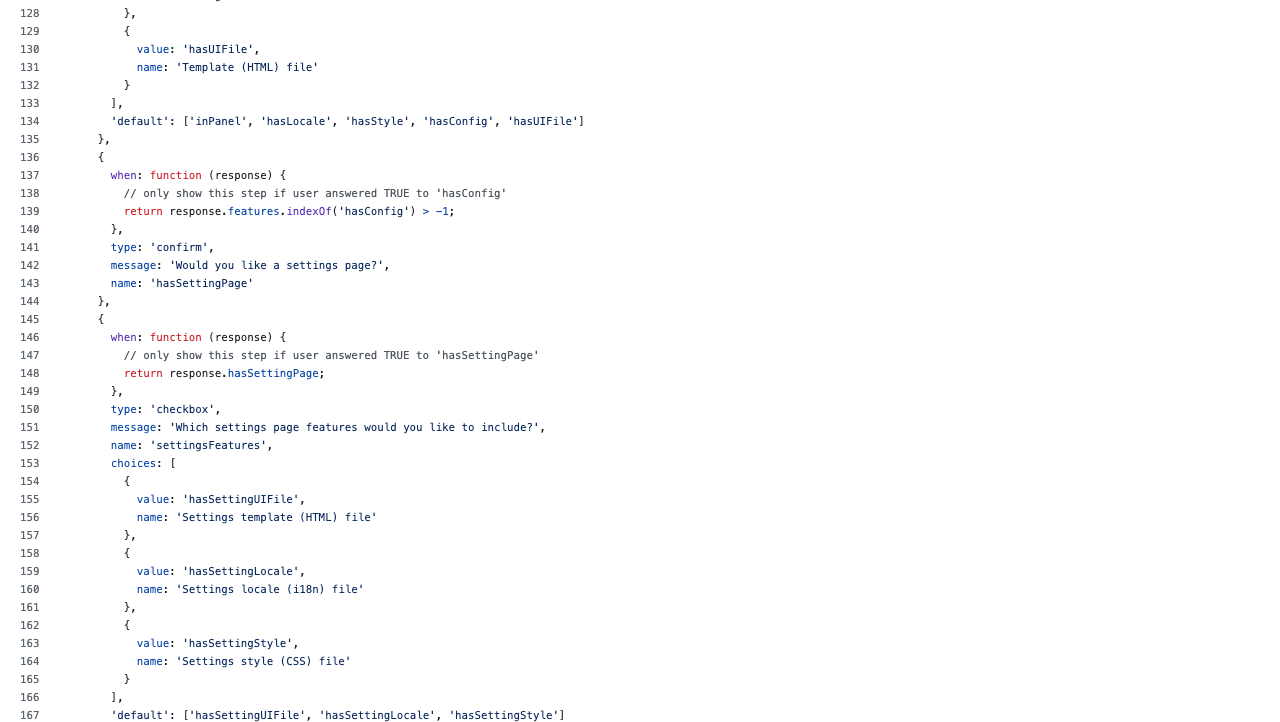 128 },
129 {
130 value: 'hasUIFile',
131 name: 'Template (HTML) file'
132 }
133 ],
134 'default': ['inPanel', 'hasLocale', 'hasStyle', 'hasConfig', 'hasUIFile']
135 },
136 {
137 when: function (response) {
138 // only show this step if user answered TRUE to 'hasConfig'
139 return response.features.indexOf('hasConfig') > -1;
140 },
141 type: 'confirm',
142 message: 'Would you like a settings page?',
143 name: 'hasSettingPage'
144 },
145 {
146 when: function (response) {
147 // only show this step if user answered TRUE to 'hasSettingPage'
148 return response.hasSettingPage;
149 },
150 type: 'checkbox',
151 message: 'Which settings page features would you like to include?',
152 name: 'settingsFeatures',
153 choices: [
154 {
155 value: 'hasSettingUIFile',
156 name: 'Settings template (HTML) file'
157 },
158 {
159 value: 'hasSettingLocale',
160 name: 'Settings locale (i18n) file'
161 },
162 {
163 value: 'hasSettingStyle',
164 name: 'Settings style (CSS) file'
165 }
166 ],
167 'default': ['hasSettingUIFile', 'hasSettingLocale', 'hasSettingStyle']